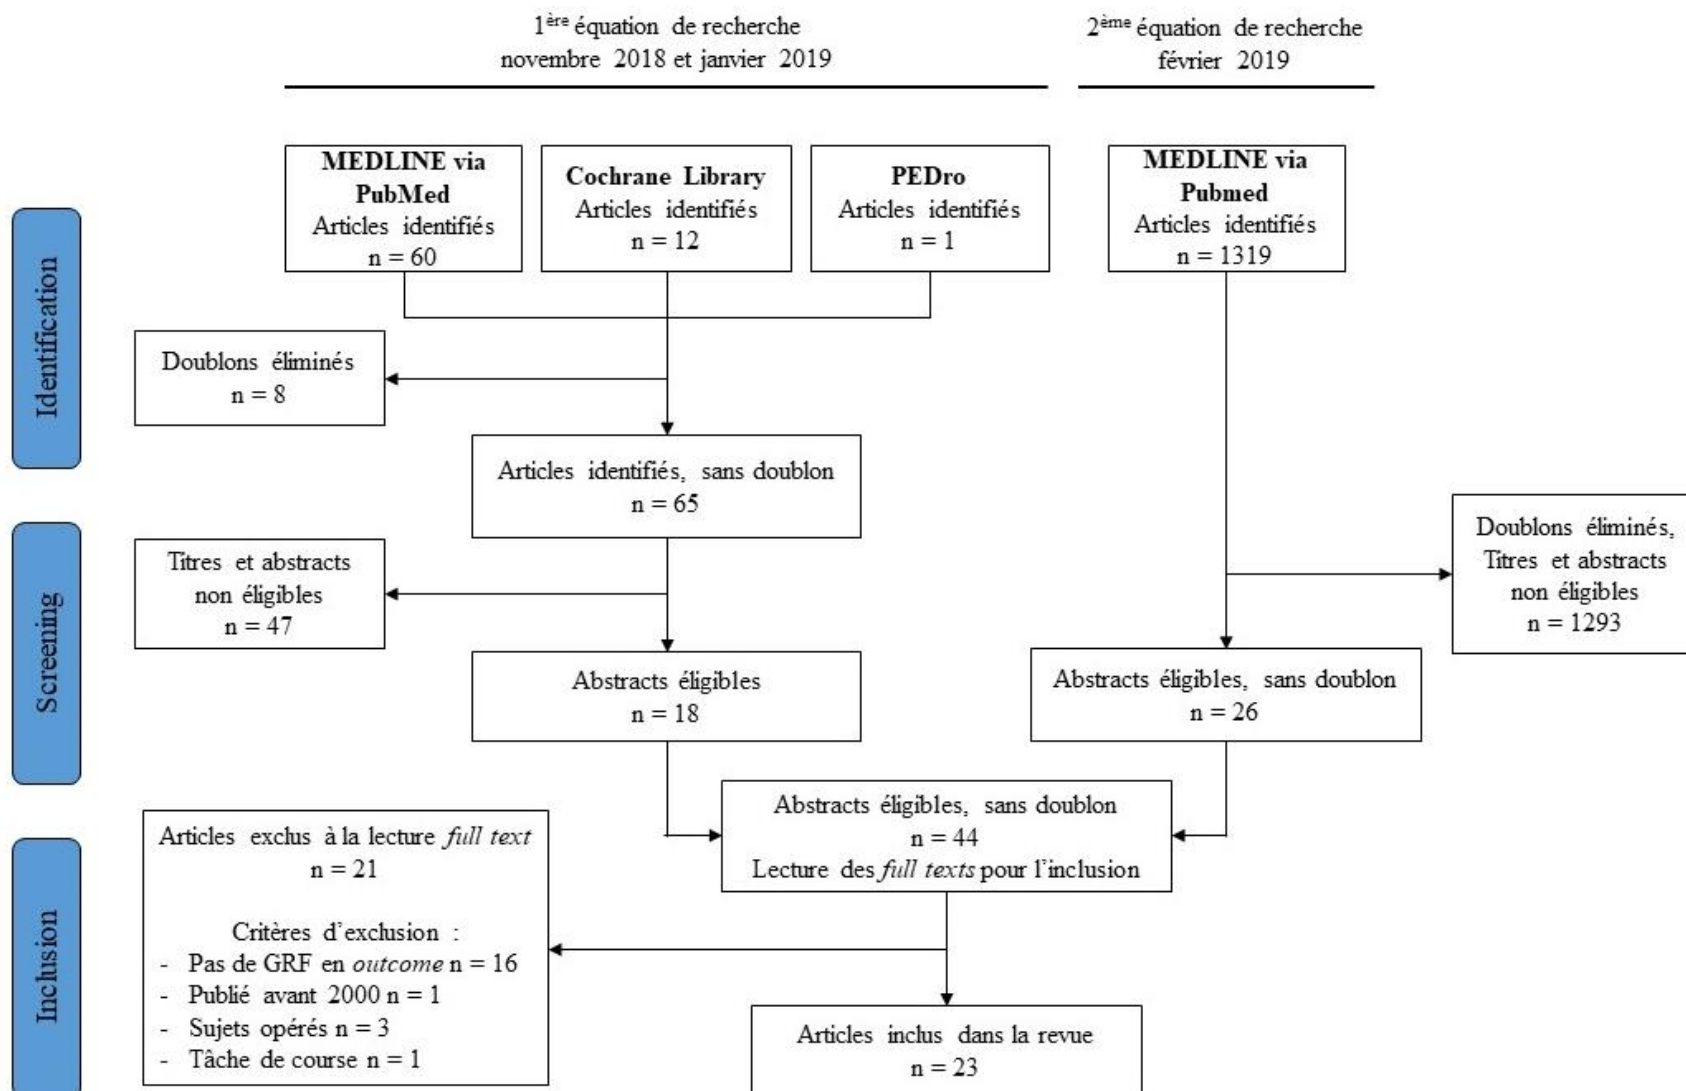 1ère équation de recherche
novembre 2018 et janvier 2019
2ème équation de recherche
février 2019
MEDLINE via
PubMed
Articles identifiés
n = 60
Cochrane Library
Articles identifiés
n = 12
PEDro
Articles identifiés
n = 1
MEDLINE via
Pubmed
Articles identifiés
n = 1319
Identification
Doublons éliminés
n = 8
Articles identifiés, sans doublon
n = 65
Screening
Titres et abstracts
non éligibles
n = 47
Doublons éliminés,
Titres et abstracts
non éligibles
n = 1293
Abstracts éligibles
n = 18
Abstracts éligibles, sans doublon
n = 26
Abstracts éligibles, sans doublon
n = 44
Lecture des full texts pour l’inclusion
Inclusion
Articles exclus à la lecture full text
n = 21
Critères d’exclusion :
- Pas de GRF en outcome n = 16
- Publié avant 2000 n = 1
- Sujets opérés n = 3
- Tâche de course n = 1
Articles inclus dans la revue
n = 23